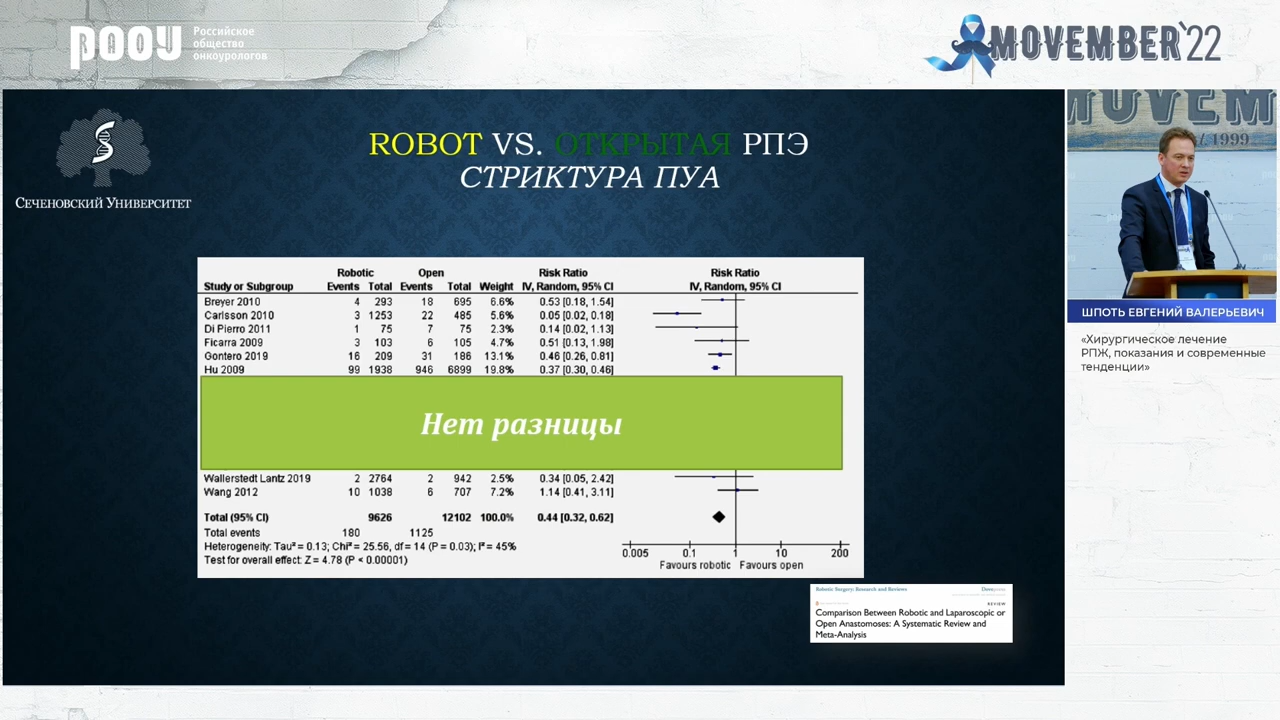 РООУ
Российское
общество
онкоурологов
MOVEMBER'22
СЕЧЕНОВСКИЙ УНИВЕРСИТЕТ
ROBOT VS. ОТКРЫТАЯ РПЭ
СТРИКТУРА ПУА
Robotic Open Risk Ratio Risk Ratio
Study or Subgroup Events Total Events Total Weight IV, Random, 95% CI IV, Random, 95% CI
Breyer 2010 4 293 18 695 6.6% 0.53 [0.18, 1.54]
Carlsson 2010 3 1253 22 485 5.6% 0.05 [0.02, 0.18]
Di Pierro 2011 1 75 7 75 2.3% 0.14 [0.02, 1.13]
Ficarra 2009 3 103 6 105 4.7% 0.51 [0.13, 1.98]
Gontero 2019 16 209 31 186 13.1% 0.46 [0.26, 0.81]
Hu 2009 99 1938 946 6899 19.8% 0.37 [0.30, 0.46]
Нет разницы
Wallerstedt Lantz 2019 2 2764 2 942 2.5% 0.34 [0.05, 2.42]
Wang 2012 10 1038 6 707 7.2% 1.14 [0.41, 3.11]
Total (95% CI) 9626 12102 100.0% 0.44 [0.32, 0.62]
Total events 180 1125
Heterogeneity: Tau² = 0.13; Chi² = 25.56, df = 14 (P = 0.03); I² = 45%
Test for overall effect: Z = 4.78 (P < 0.00001)
0.005 0.1 1 10 200
Favours robotic Favours open
Robotic Surgery: Research and Reviews
REVIEW
Comparison Between Robotic and Laparoscopic or
Open Anastomoses: A Systematic Review and
Meta-Analysis
MOVEM
/ 1999
ШПОТЬ ЕВГЕНИЙ ВАЛЕРЬЕВИЧ
«Хирургическое лечение
РПЖ, показания и современные
тенденции»